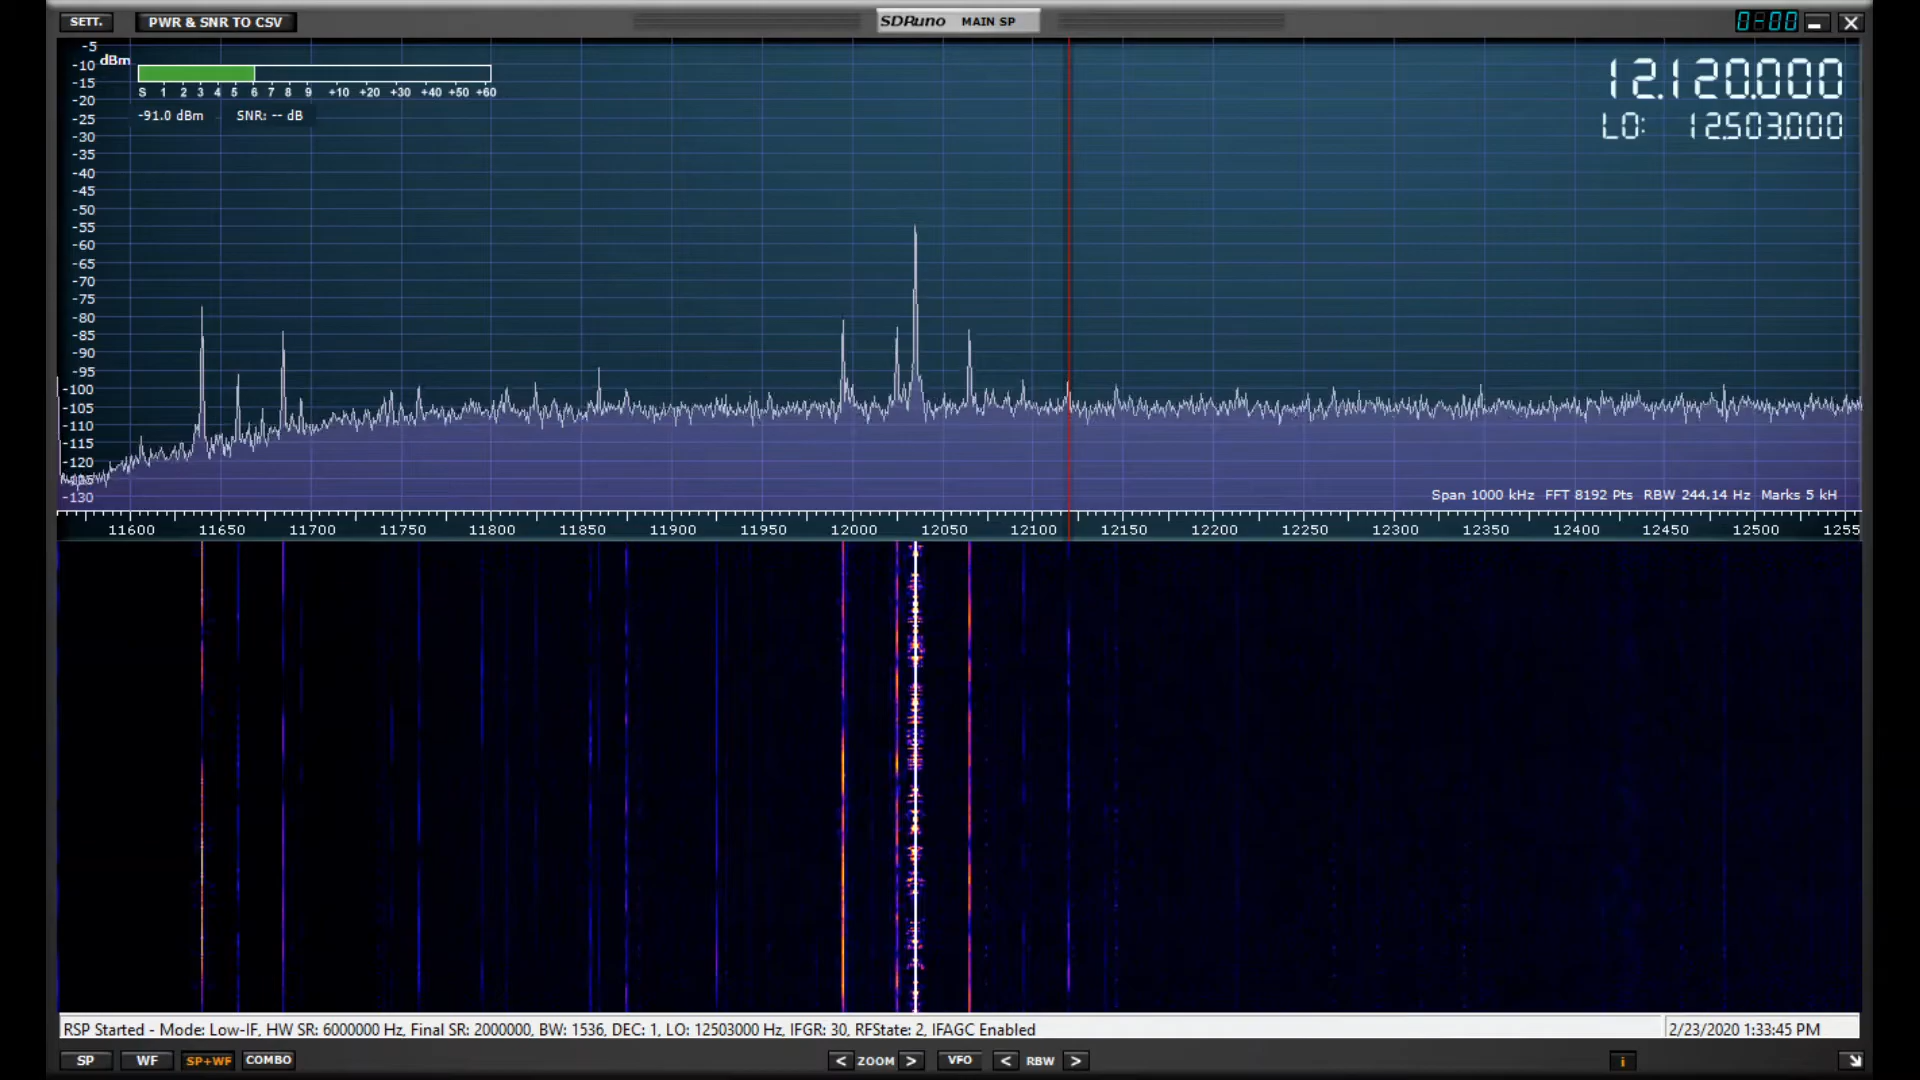 SETT. PWR & SNR TO CSV SDRuno MAIN SP 0-00
-5
-10 dBm
-15
-20
-25
-30
-35
-40
-45
-50
-55
-60
-65
-70
-75
-80
-85
-90
-95
-100
-105
-110
-115
-120
-125
-130
S 1 2 3 4 5 6 7 8 9 +10 +20 +30 +40 +50 +60
-91.0 dBm SNR: -- dB
12.120.000
LO: 12.503.000
Span 1000 kHz FFT 8192 Pts RBW 244.14 Hz Marks 5 kH
11600 11650 11700 11750 11800 11850 11900 11950 12000 12050 12100 12150 12200 12250 12300 12350 12400 12450 12500 1255
RSP Started - Mode: Low-IF, HW SR: 6000000 Hz, Final SR: 2000000, BW: 1536, DEC: 1, LO: 12503000 Hz, IFGR: 30, RFState: 2, IFAGC Enabled 2/23/2020 1:33:45 PM
SP WF SP+WF COMBO < ZOOM > VFO < RBW > i